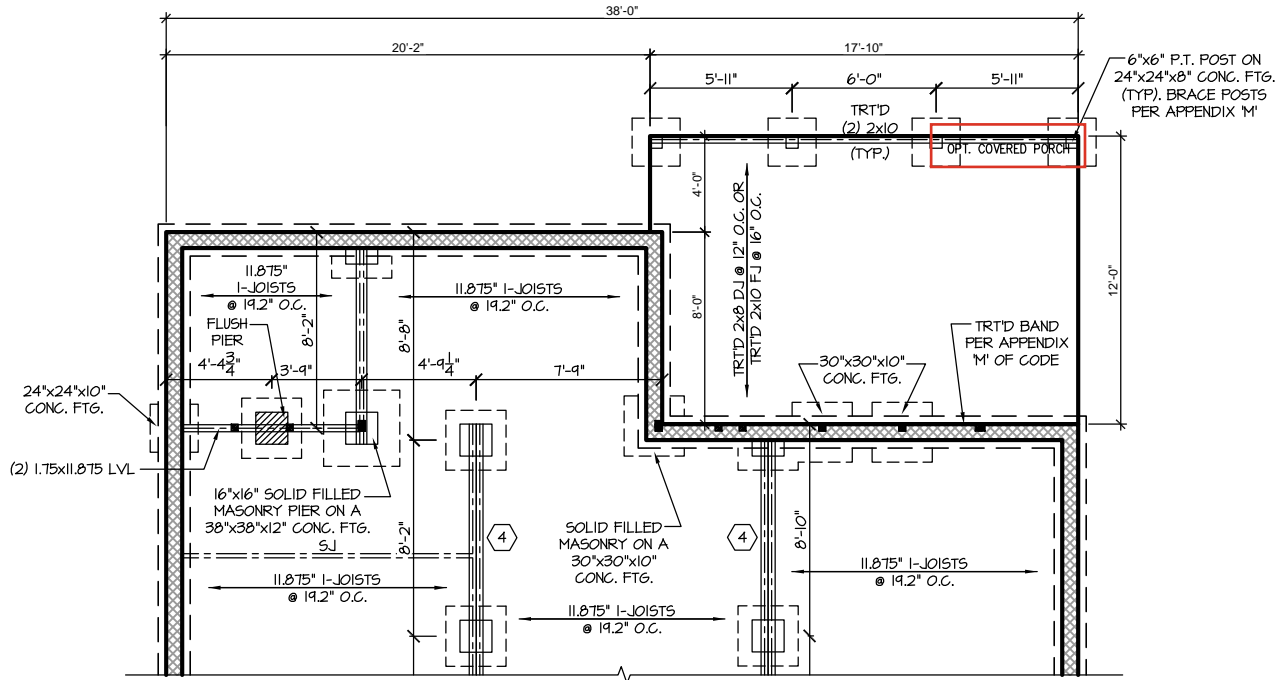 38'-0"
20'-2"
17'-10"
5'-11"
6'-0"
5'-11"
6"x6" P.T. POST ON
24"x24"x8" CONC. FTG.
(TYP). BRACE POSTS
PER APPENDIX 'M'
TRT'D
(2) 2x10
(TYP.)
OPT. COVERED PORCH
4'-0"
8'-0"
TRT'D 2x8 DJ @ 12" O.C. OR
TRT'D 2x10 FJ @ 16" O.C.
12'-0"
11.875"
I-JOISTS
@ 19.2" O.C.
11.875" I-JOISTS
@ 19.2" O.C.
8'-2"
8'-8"
FLUSH
PIER
4'-4 3/4"
3'-9"
4'-9 1/4"
7'-9"
TRT'D BAND
PER APPENDIX
'M' OF CODE
30"x30"x10"
CONC. FTG.
24"x24"x10"
CONC. FTG.
(2) 1.75x11.875 LVL
16"x16" SOLID FILLED
MASONRY PIER ON A
38"x38"x12" CONC. FTG.
SJ
8'-2"
4
SOLID FILLED
MASONRY ON A
30"x30"x10"
CONC. FTG.
4
8'-10"
11.875" I-JOISTS
@ 19.2" O.C.
11.875" I-JOISTS
@ 19.2" O.C.
11.875" I-JOISTS
@ 19.2" O.C.